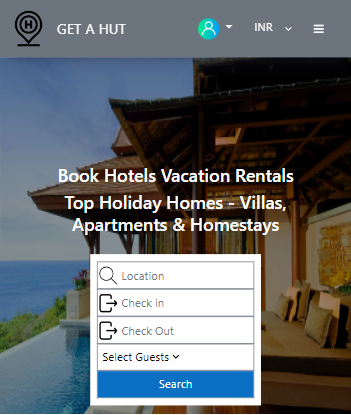 H
GET A HUT
INR
Book Hotels Vacation Rentals
Top Holiday Homes - Villas,
Apartments & Homestays
Location
Check in
Check Out
Select Guests
Search